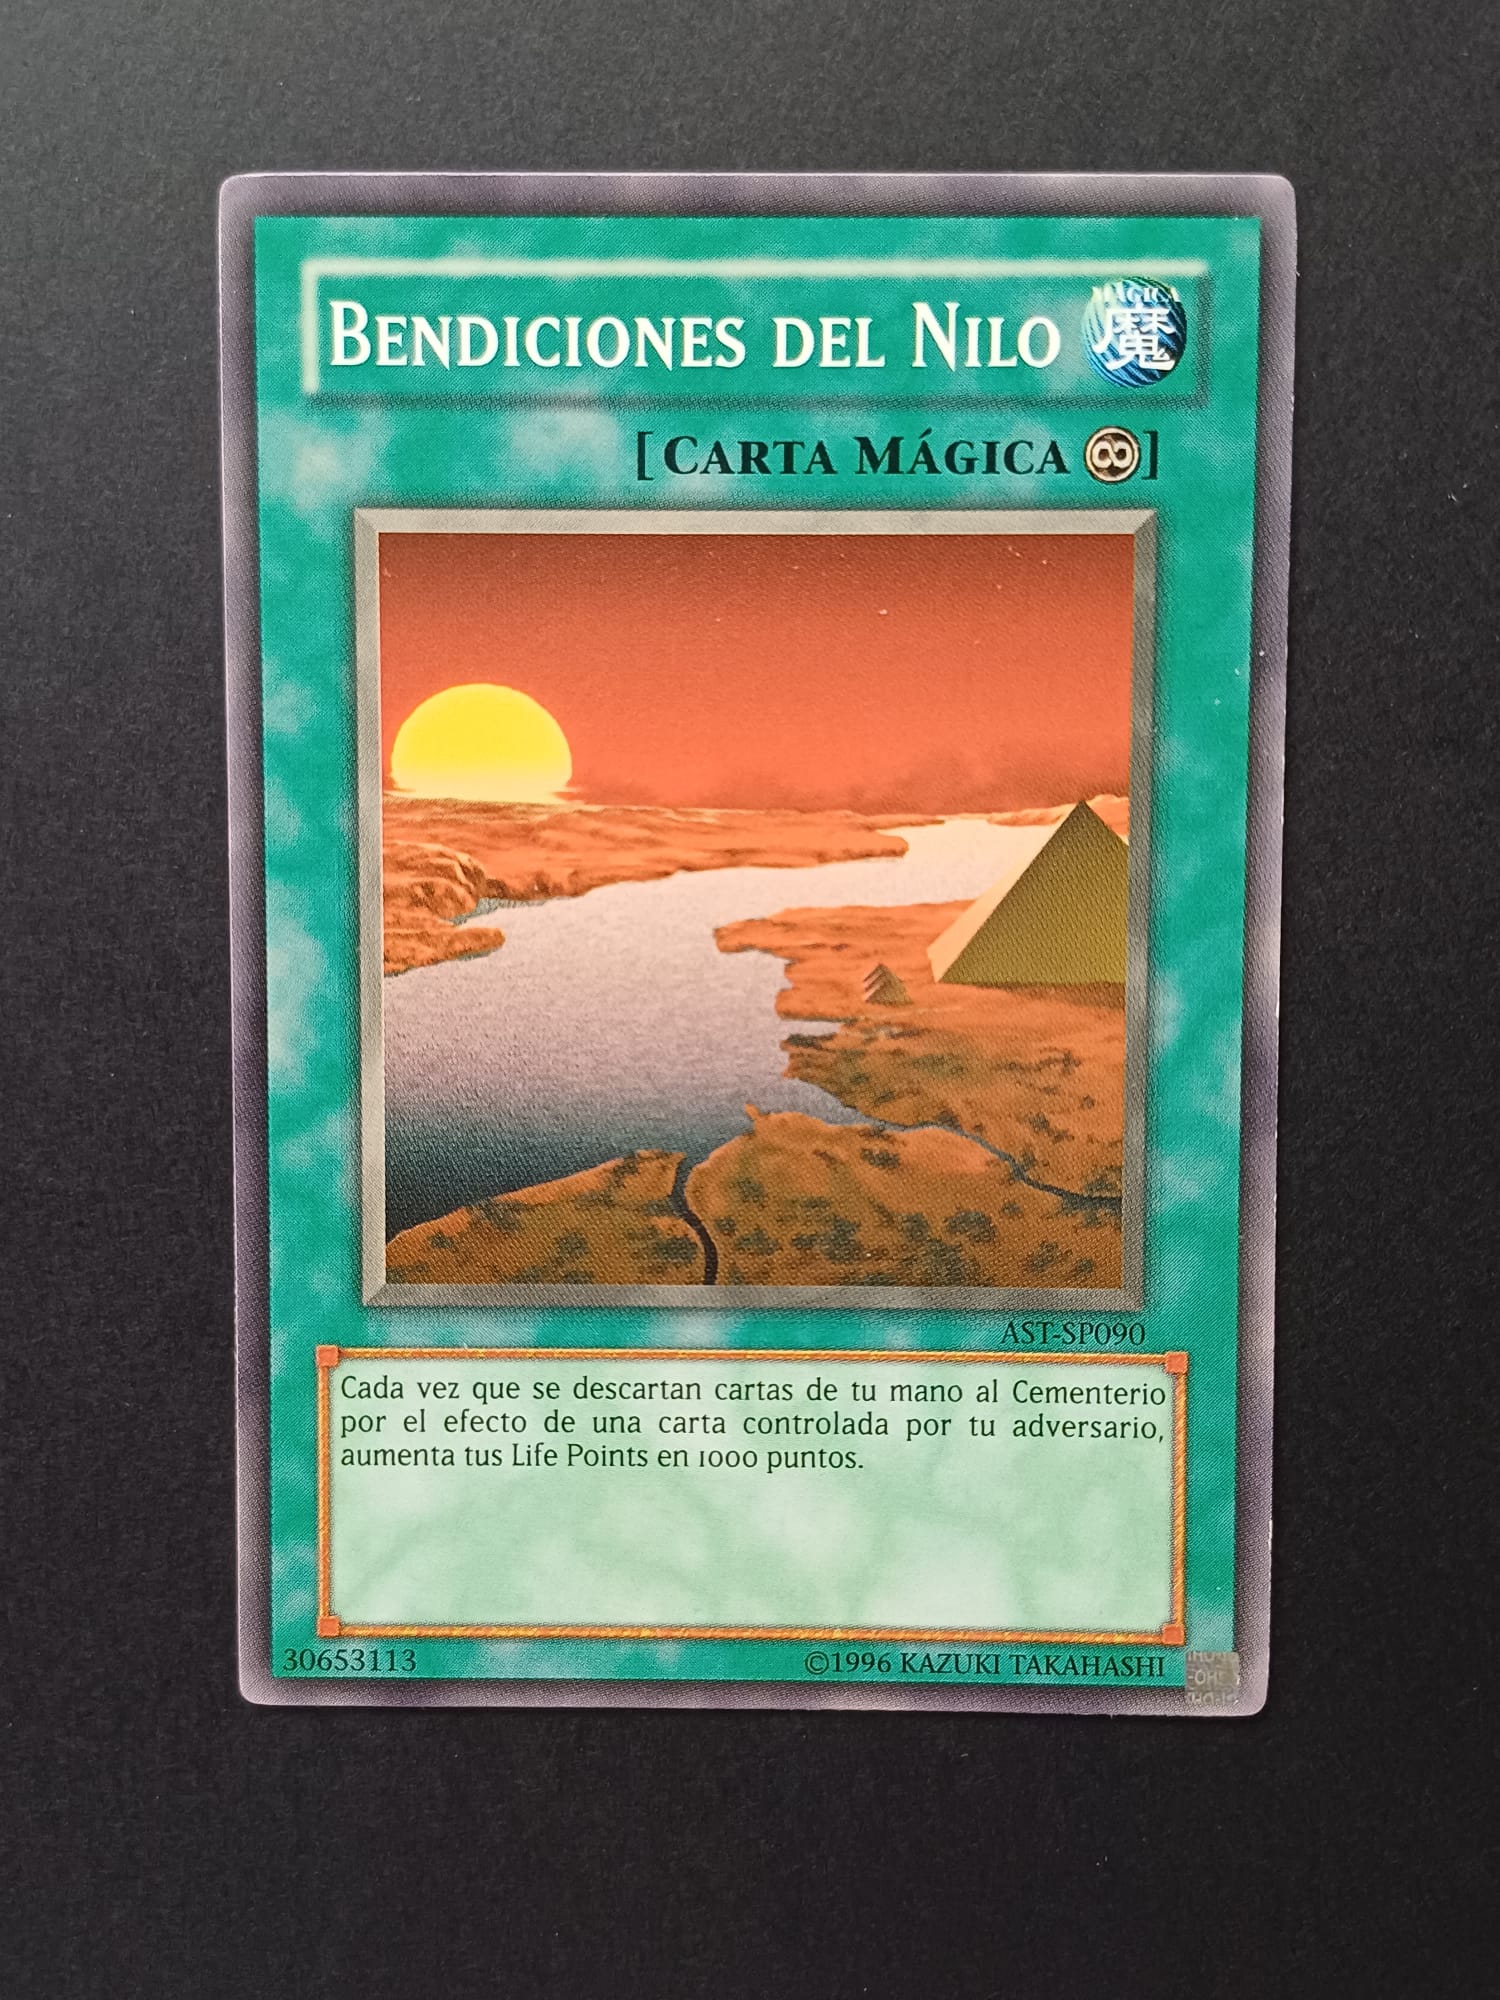 BENDICIONES DEL NILO
MÁGICA
魔
[CARTA MÁGICA]
AST-SP090
Cada vez que se descartan cartas de tu mano al Cementerio
por el efecto de una carta controlada por tu adversario,
aumenta tus Life Points en 1000 puntos.
30653113
©1996 KAZUKI TAKAHASHI